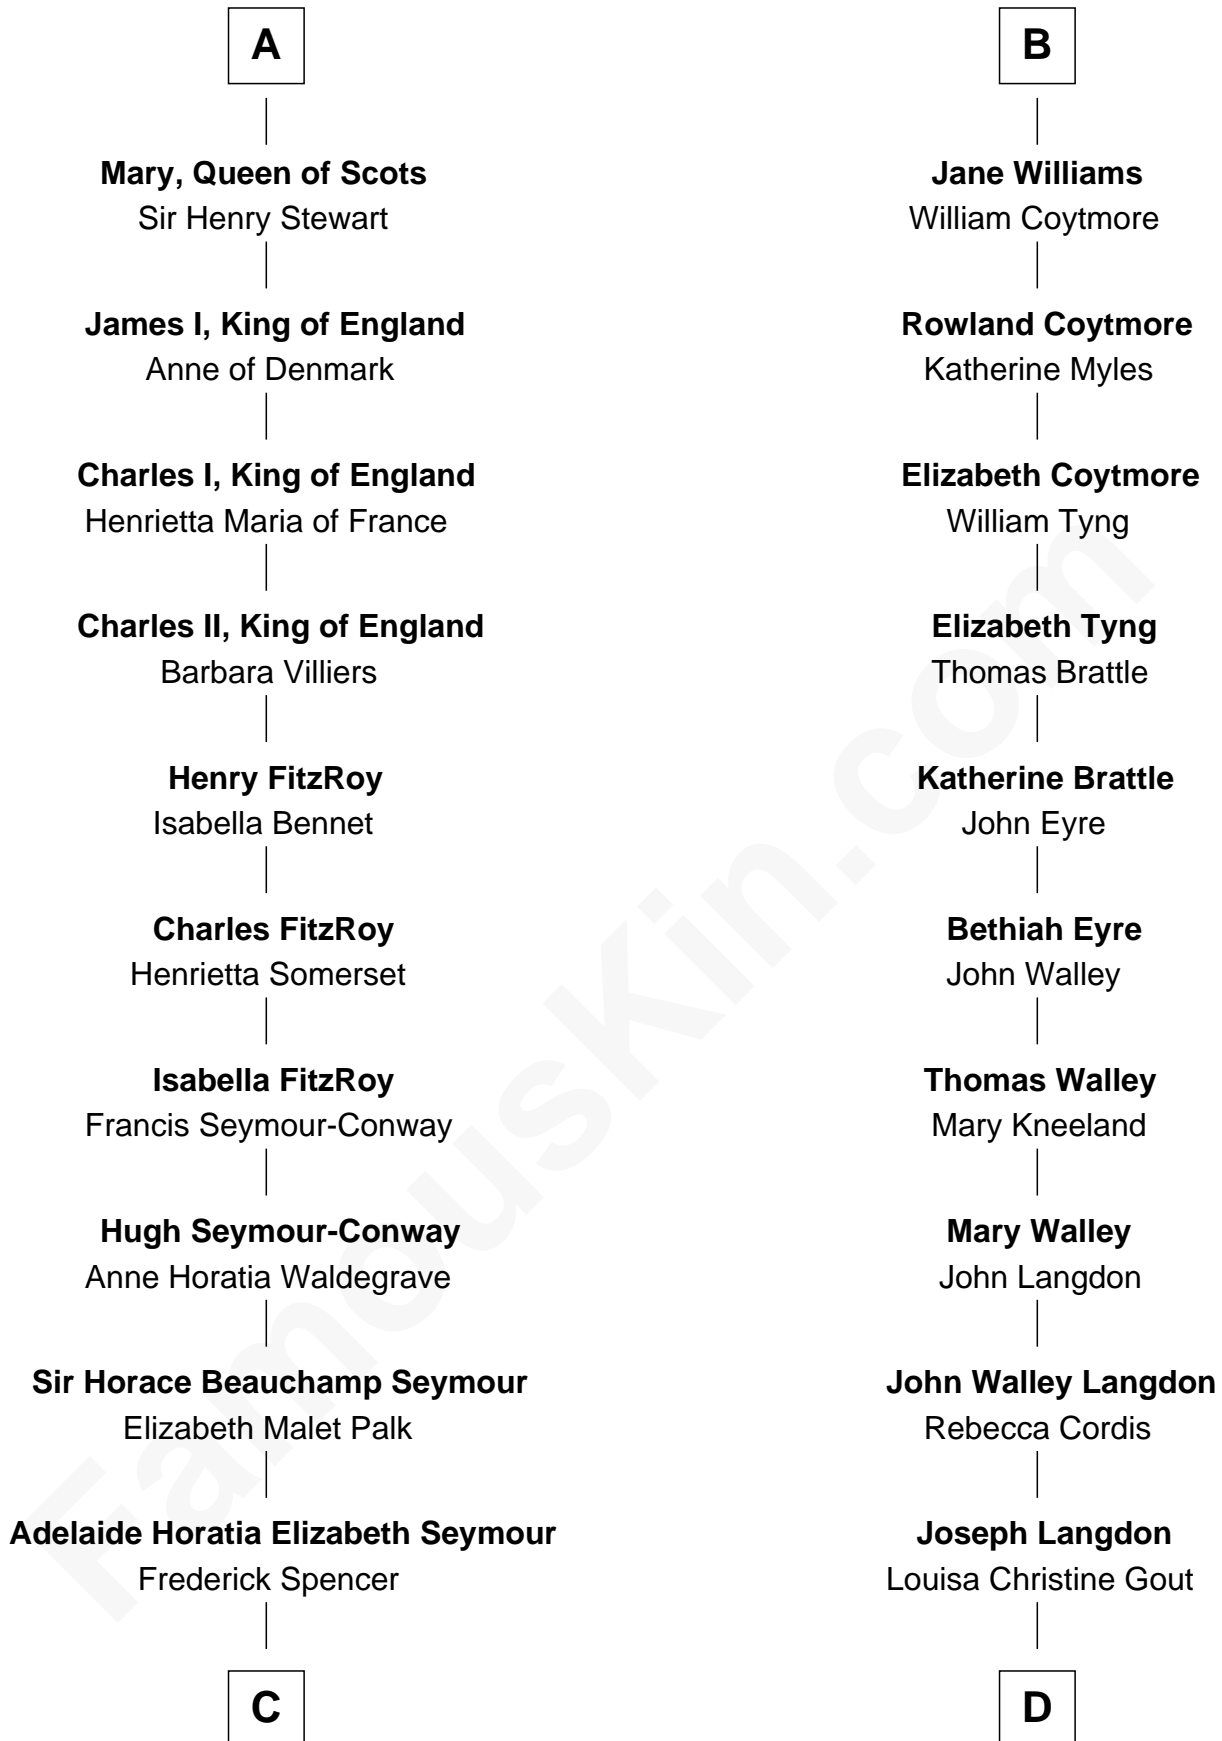 A
Mary, Queen of Scots
Sir Henry Stewart
James I, King of England
Anne of Denmark
Charles I, King of England
Henrietta Maria of France
Charles II, King of England
Barbara Villiers
Henry FitzRoy
Isabella Bennet
Charles FitzRoy
Henrietta Somerset
Isabella FitzRoy
Francis Seymour-Conway
Hugh Seymour-Conway
Anne Horatia Waldegrave
Sir Horace Beauchamp Seymour
Elizabeth Malet Palk
Adelaide Horatia Elizabeth Seymour
Frederick Spencer
C
B
Jane Williams
William Coytmore
Rowland Coytmore
Katherine Myles
Elizabeth Coytmore
William Tyng
Elizabeth Tyng
Thomas Brattle
Katherine Brattle
John Eyre
Bethiah Eyre
John Walley
Thomas Walley
Mary Kneeland
Mary Walley
John Langdon
John Walley Langdon
Rebecca Cordis
Joseph Langdon
Louisa Christine Gout
D
FamousKin.com